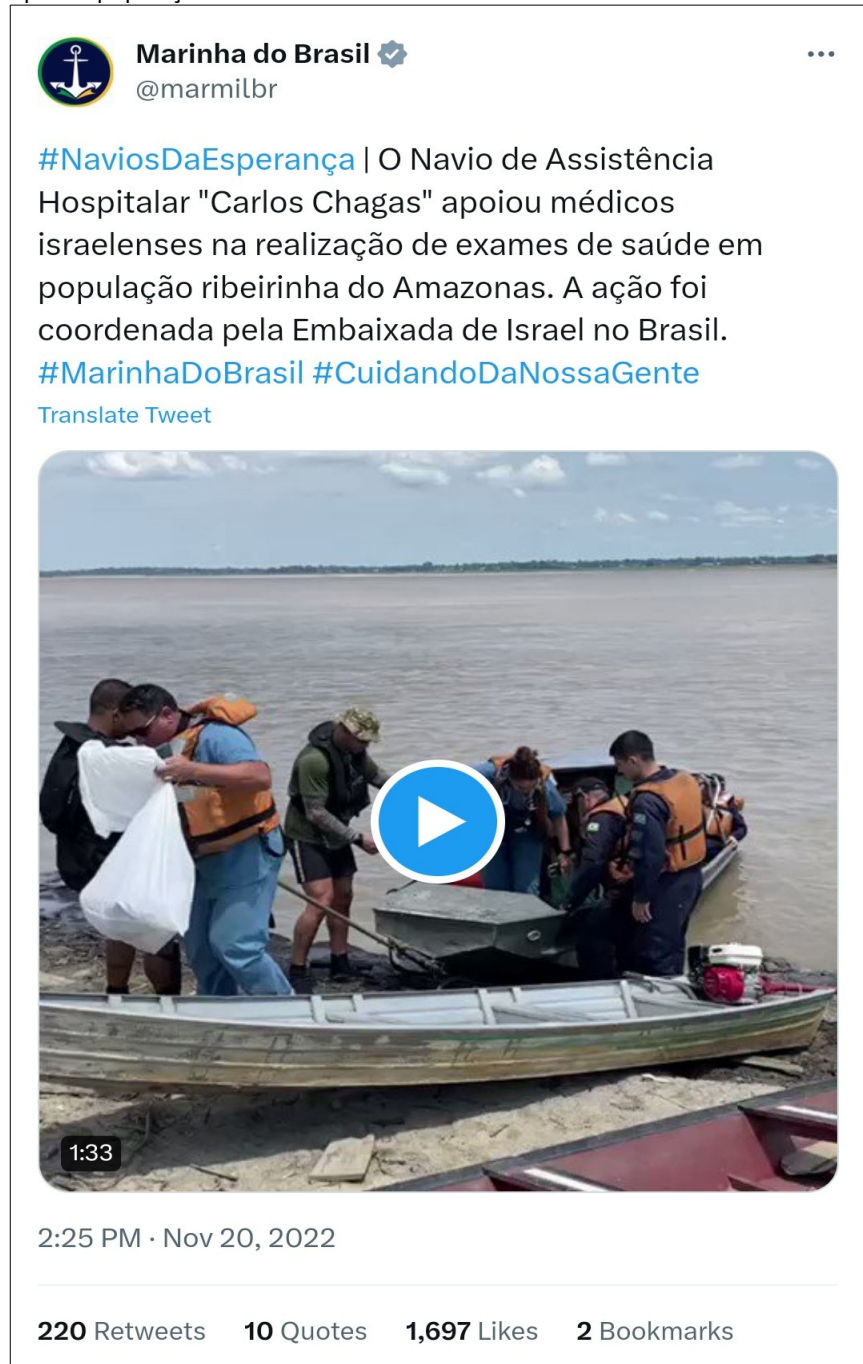 Marinha do Brasil
@marmilbr
#NaviosDaEsperança | O Navio de Assistência
Hospitalar "Carlos Chagas" apoiou médicos
israelenses na realização de exames de saúde em
população ribeirinha do Amazonas. A ação foi
coordenada pela Embaixada de Israel no Brasil.
#MarinhaDoBrasil #CuidandoDaNossaGente
Translate Tweet
1:33
2:25 PM · Nov 20, 2022
220 Retweets 10 Quotes 1,697 Likes 2 Bookmarks